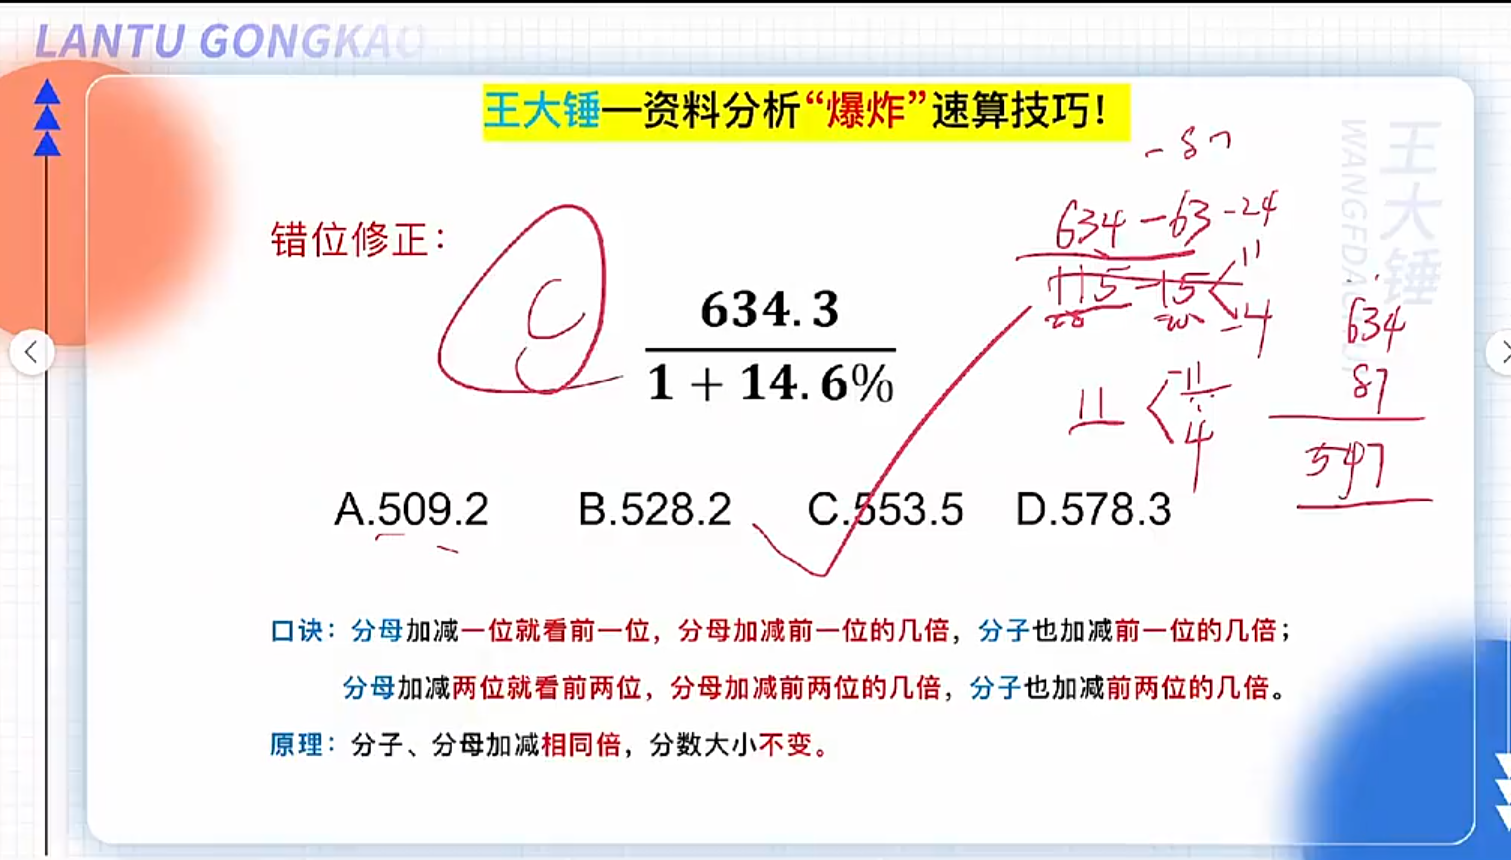 LANTU GONGKAO
王大锤—资料分析“爆炸”速算技巧！
王大锤
WANGFDA
错位修正：
634.3
1 + 14.6%
-87
634-63-24
115-15
11
-4
11
-11
4
634
87
547
C
A.509.2 B.528.2 C.553.5 D.578.3
口诀：分母加减一位就看前一位，分母加减前一位的几倍，分子也加减前一位的几倍；
分母加减两位就看前两位，分母加减前两位的几倍，分子也加减前两位的几倍。
原理：分子、分母加减相同倍，分数大小不变。